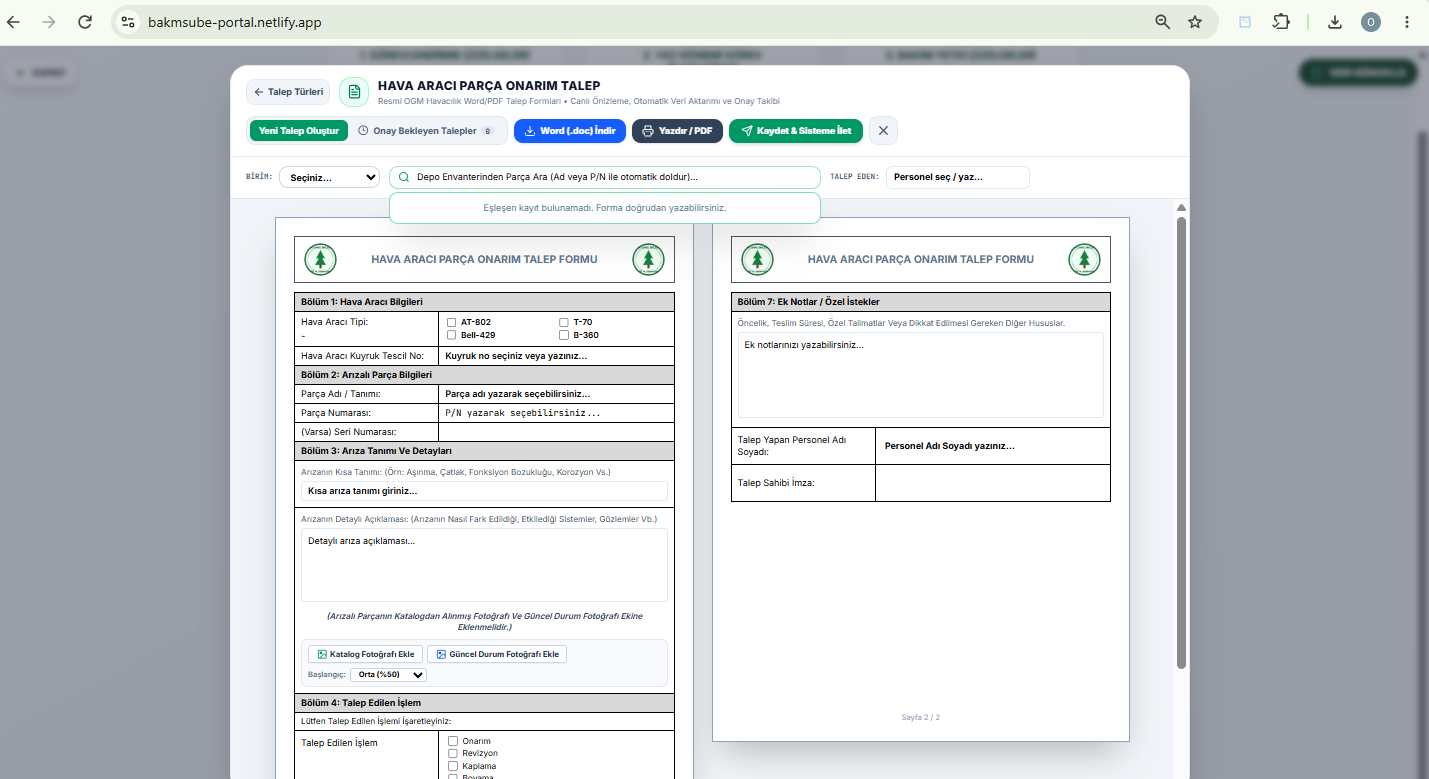 bakmsube-portal.netlify.app
O
← Talep Türleri
HAVA ARACI PARÇA ONARIM TALEP
Resmi OGM Havacılık Word/PDF Talep Formları • Canlı Önizleme, Otomatik Veri Aktarımı ve Onay Takibi
Yeni Talep Oluştur
Onay Bekleyen Talepler 0
Word (.doc) İndir
Yazdır / PDF
Kaydet & Sisteme İlet
BİRİM:
Seçiniz...
Depo Envanterinden Parça Ara (Ad veya P/N ile otomatik doldur)...
TALEP EDEN:
Personel seç / yaz...
Eşleşen kayıt bulunamadı. Forma doğrudan yazabilirsiniz.
HAVA ARACI PARÇA ONARIM TALEP FORMU
Bölüm 1: Hava Aracı Bilgileri
Hava Aracı Tipi:
-
AT-802
T-70
Bell-429
B-360
Hava Aracı Kuyruk Tescil No:
Kuyruk no seçiniz veya yazınız...
Bölüm 2: Arızalı Parça Bilgileri
Parça Adı / Tanımı:
Parça adı yazarak seçebilirsiniz...
Parça Numarası:
P/N yazarak seçebilirsiniz...
(Varsa) Seri Numarası:
Bölüm 3: Arıza Tanımı Ve Detayları
Arızanın Kısa Tanımı: (Örn: Aşınma, Çatlak, Fonksiyon Bozukluğu, Korozyon Vs.)
Kısa arıza tanımı giriniz...
Arızanın Detaylı Açıklaması: (Arızanın Nasıl Fark Edildiği, Etkilediği Sistemler, Gözlemler Vb.)
Detaylı arıza açıklaması...
(Arızalı Parçanın Katalogdan Alınmış Fotoğrafı Ve Güncel Durum Fotoğrafı Ekine
Eklenmelidir.)
Katalog Fotoğrafı Ekle
Güncel Durum Fotoğrafı Ekle
Başlangıç:
Orta (%50)
Bölüm 4: Talep Edilen İşlem
Lütfen Talep Edilen İşlemi İşaretleyiniz:
Talep Edilen İşlem
Onarım
Revizyon
Kaplama
Boyama
HAVA ARACI PARÇA ONARIM TALEP FORMU
Bölüm 7: Ek Notlar / Özel İstekler
Öncelik, Teslim Süresi, Özel Talimatlar Veya Dikkat Edilmesi Gereken Diğer Hususlar.
Ek notlarınızı yazabilirsiniz...
Talep Yapan Personel Adı
Soyadı:
Personel Adı Soyadı yazınız...
Talep Sahibi İmza:
Sayfa 2 / 2